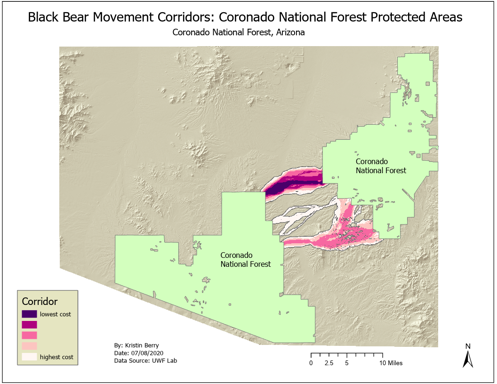 Black Bear Movement Corridors: Coronado National Forest Protected Areas
Coronado National Forest, Arizona
Coronado
National Forest
Coronado
National Forest
Corridor
lowest cost
highest cost
By: Kristin Berry
Date: 07/08/2020
Data Source: UWF Lab
0 2.5 5 10 Miles
N